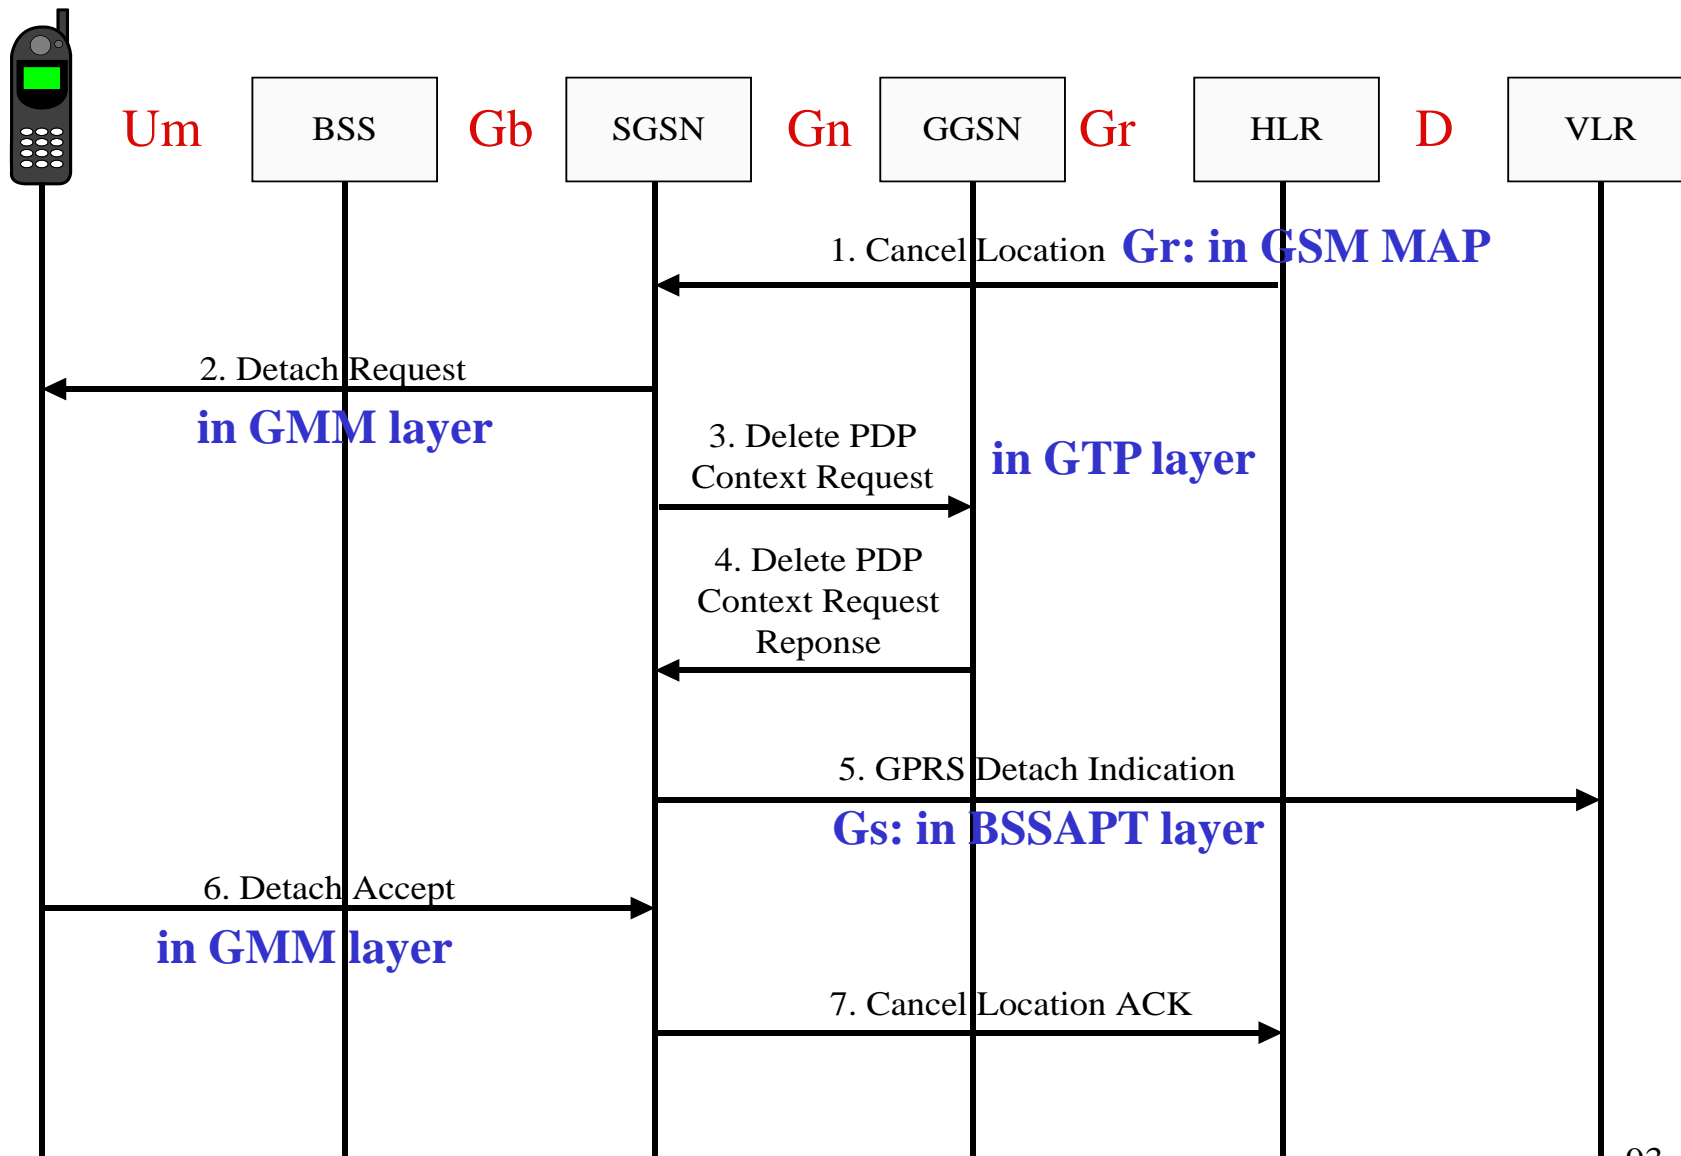 Um BSS Gb SGSN Gn GGSN Gr HLR D VLR
1. Cancel Location Gr: in GSM MAP
2. Detach Request
in GMM layer
3. Delete PDP
Context Request
in GTP layer
4. Delete PDP
Context Request
Reponse
5. GPRS Detach Indication
Gs: in BSSAPT layer
6. Detach Accept
in GMM layer
7. Cancel Location ACK